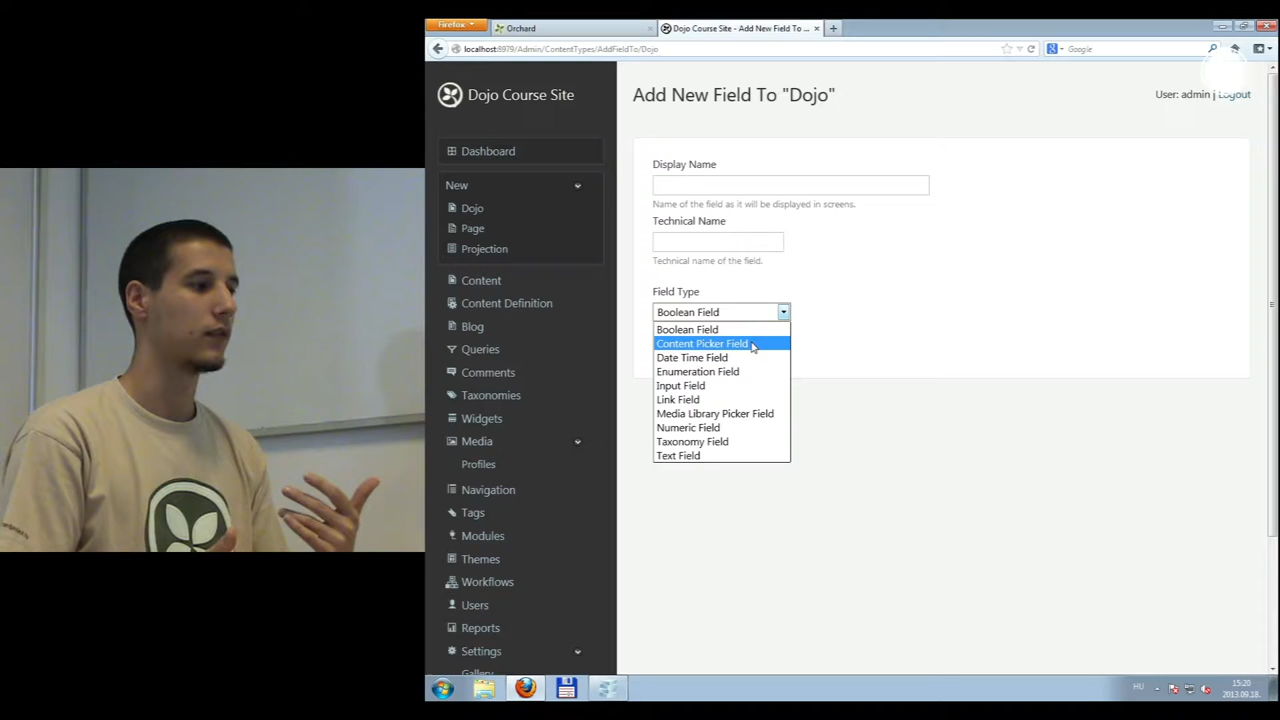 Firefox
Orchard
Dojo Course Site - Add New Field To ...
localhost:8979/Admin/ContentTypes/AddFieldTo/Dojo
Google
Dojo Course Site
Add New Field To "Dojo"
User: admin | Logout
Dashboard
New
Dojo
Page
Projection
Content
Content Definition
Blog
Queries
Comments
Taxonomies
Widgets
Media
Profiles
Navigation
Tags
Modules
Themes
Workflows
Users
Reports
Settings
Gallery
Display Name
Name of the field as it will be displayed in screens.
Technical Name
Technical name of the field.
Field Type
Boolean Field
Boolean Field
Content Picker Field
Date Time Field
Enumeration Field
Input Field
Link Field
Media Library Picker Field
Numeric Field
Taxonomy Field
Text Field
HU
15:20
2013.09.18.